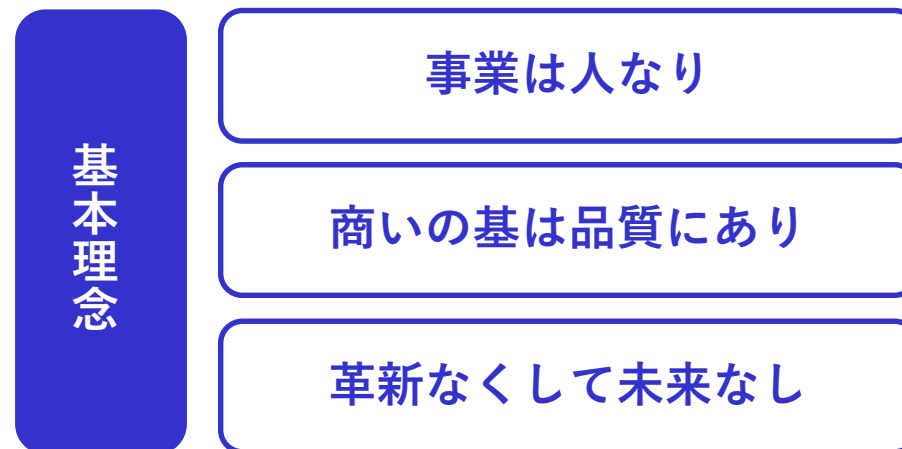 基本理念
事業は人なり
商いの基は品質にあり
革新なくして未来なし